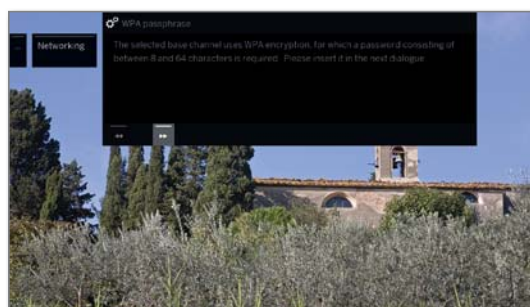 WPA passphrase
...
Networking
The selected base channel uses WPA encryption, for which a password consisting of
between 8 and 64 characters is required. Please insert it in the next dialogue.